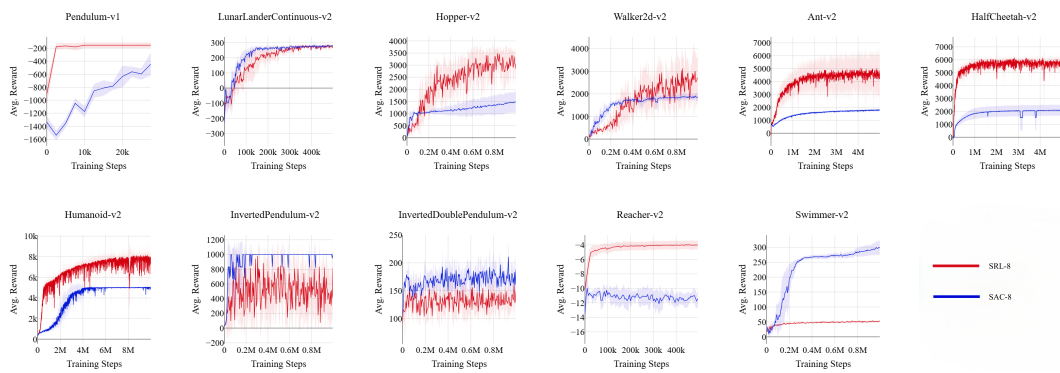 Pendulum-v1
LunarLanderContinuous-v2
Hopper-v2
Walker2d-v2
Ant-v2
HalfCheetah-v2
Avg. Reward
−200
−400
−600
−800
−1000
−1200
−1400
−1600
0
10k
20k
Training Steps
Avg. Reward
300
200
100
0
−100
−200
−300
0
100k
200k
300k
400k
Training Steps
Avg. Reward
4000
3500
3000
2500
2000
1500
1000
500
0
0.2M
0.4M
0.6M
0.8M
Training Steps
Avg. Reward
4000
3000
2000
1000
0
0.2M
0.4M
0.6M
0.8M
Training Steps
Avg. Reward
7000
6000
5000
4000
3000
2000
1000
0
0
1M
2M
3M
4M
Training Steps
Avg. Reward
7000
6000
5000
4000
3000
2000
1000
0
0
1M
2M
3M
4M
Training Steps
Humanoid-v2
InvertedPendulum-v2
InvertedDoublePendulum-v2
Reacher-v2
Swimmer-v2
Avg. Reward
10k
8k
6k
4k
2k
0
0
2M
4M
6M
8M
Training Steps
Avg. Reward
1200
1000
800
600
400
200
0
−200
0
0.2M
0.4M
0.6M
0.8M
Training Steps
Avg. Reward
250
200
150
100
0
0.2M
0.4M
0.6M
0.8M
Training Steps
Avg. Reward
−4
−6
−8
−10
−12
−14
−16
0
100k
200k
300k
400k
Training Steps
Avg. Reward
300
250
200
150
100
50
0
0
0.2M
0.4M
0.6M
0.8M
Training Steps
SRL-8
SAC-8